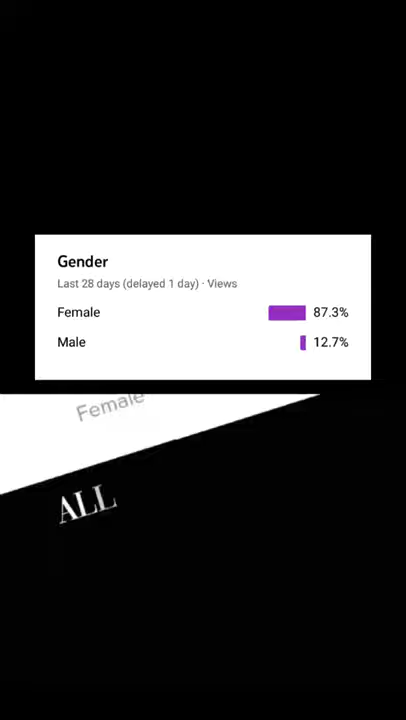 Gender
Last 28 days (delayed 1 day) · Views
Female 87.3%
Male 12.7%
Female
ALL